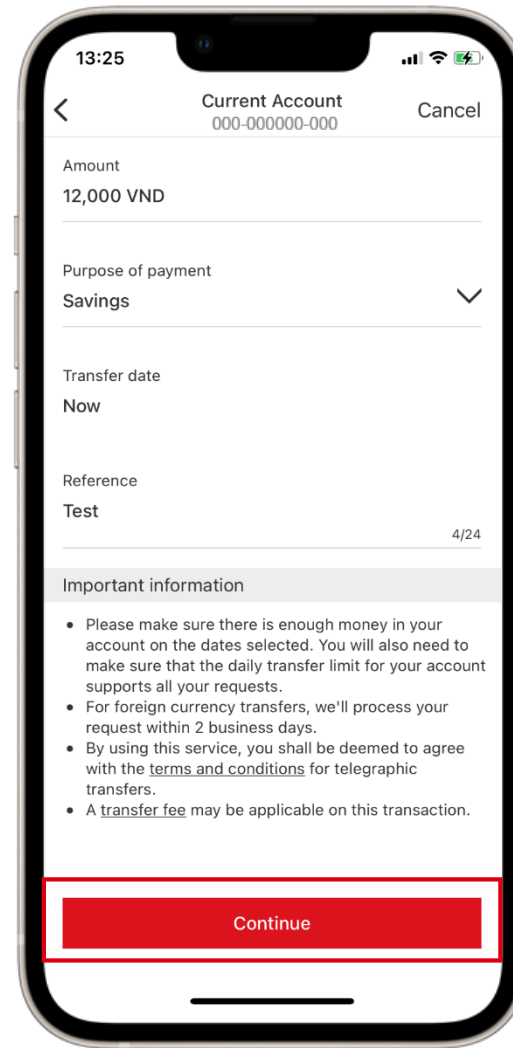 13:25
Current Account
000-000000-000
Cancel
Amount
12,000 VND
Purpose of payment
Savings
Transfer date
Now
Reference
Test
4/24
Important information
• Please make sure there is enough money in your
account on the dates selected. You will also need to
make sure that the daily transfer limit for your account
supports all your requests.
• For foreign currency transfers, we'll process your
request within 2 business days.
• By using this service, you shall be deemed to agree
with the terms and conditions for telegraphic
transfers.
• A transfer fee may be applicable on this transaction.
Continue